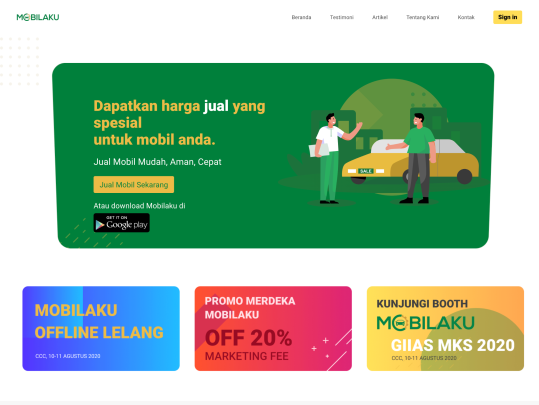 MOBILAKU
Beranda Testimoni Artikel Tentang Kami Kontak Sign in
Dapatkan harga jual yang
spesial
untuk mobil anda.
Jual Mobil Mudah, Aman, Cepat
Jual Mobil Sekarang
Atau download Mobilaku di
GET IT ON
Google play
SALE
MOBILAKU
OFFLINE LELANG
CCC, 10-11 AGUSTUS 2020
PROMO MERDEKA
MOBILAKU
OFF 20%
MARKETING FEE
KUNJUNGI BOOTH
MOBILAKU
GIIAS MKS 2020
CCC, 10-11 AGUSTUS 2020